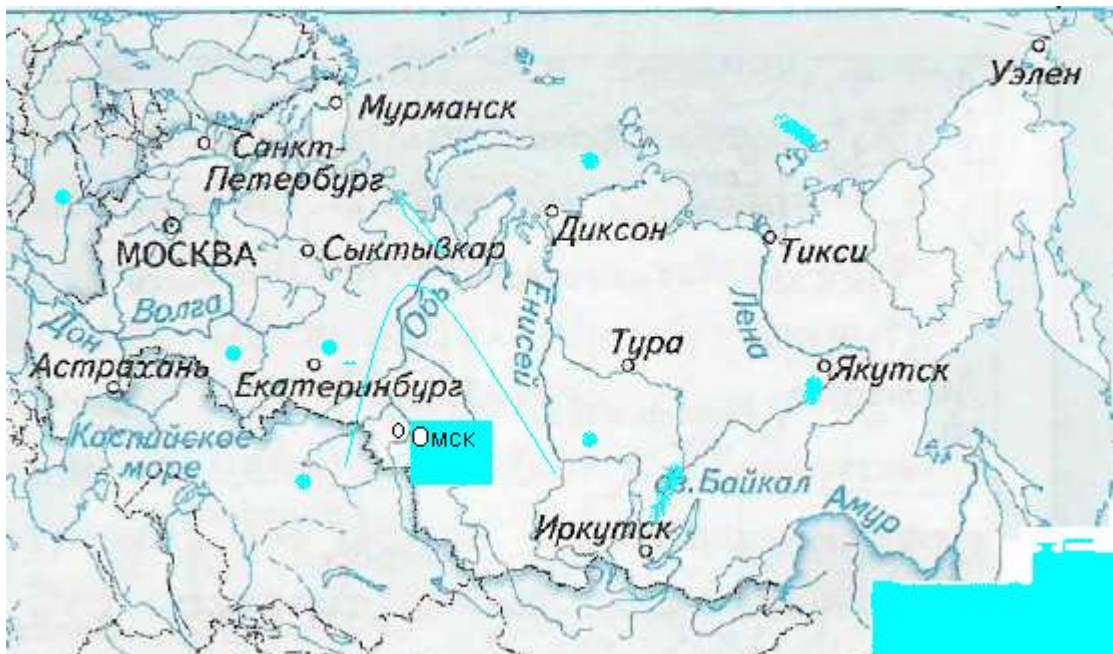 Уэлен
Мурманск
Санкт-
Петербург
МОСКВА
Сыктывкар
Диксон
Тикси
Волга
Обь
Енисей
Лена
Дон
Астрахань
Екатеринбург
Тура
Якутск
Омск
Каспийское
море
оз. Байкал
Амур
Иркутск